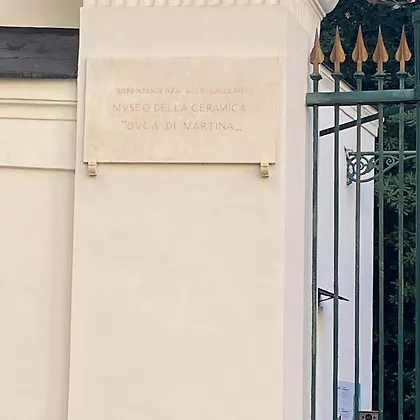 SOPRINTENDENZA ALLE GALLERIE
MVSEO DELLA CERAMICA
"DVCA DI MARTINA„